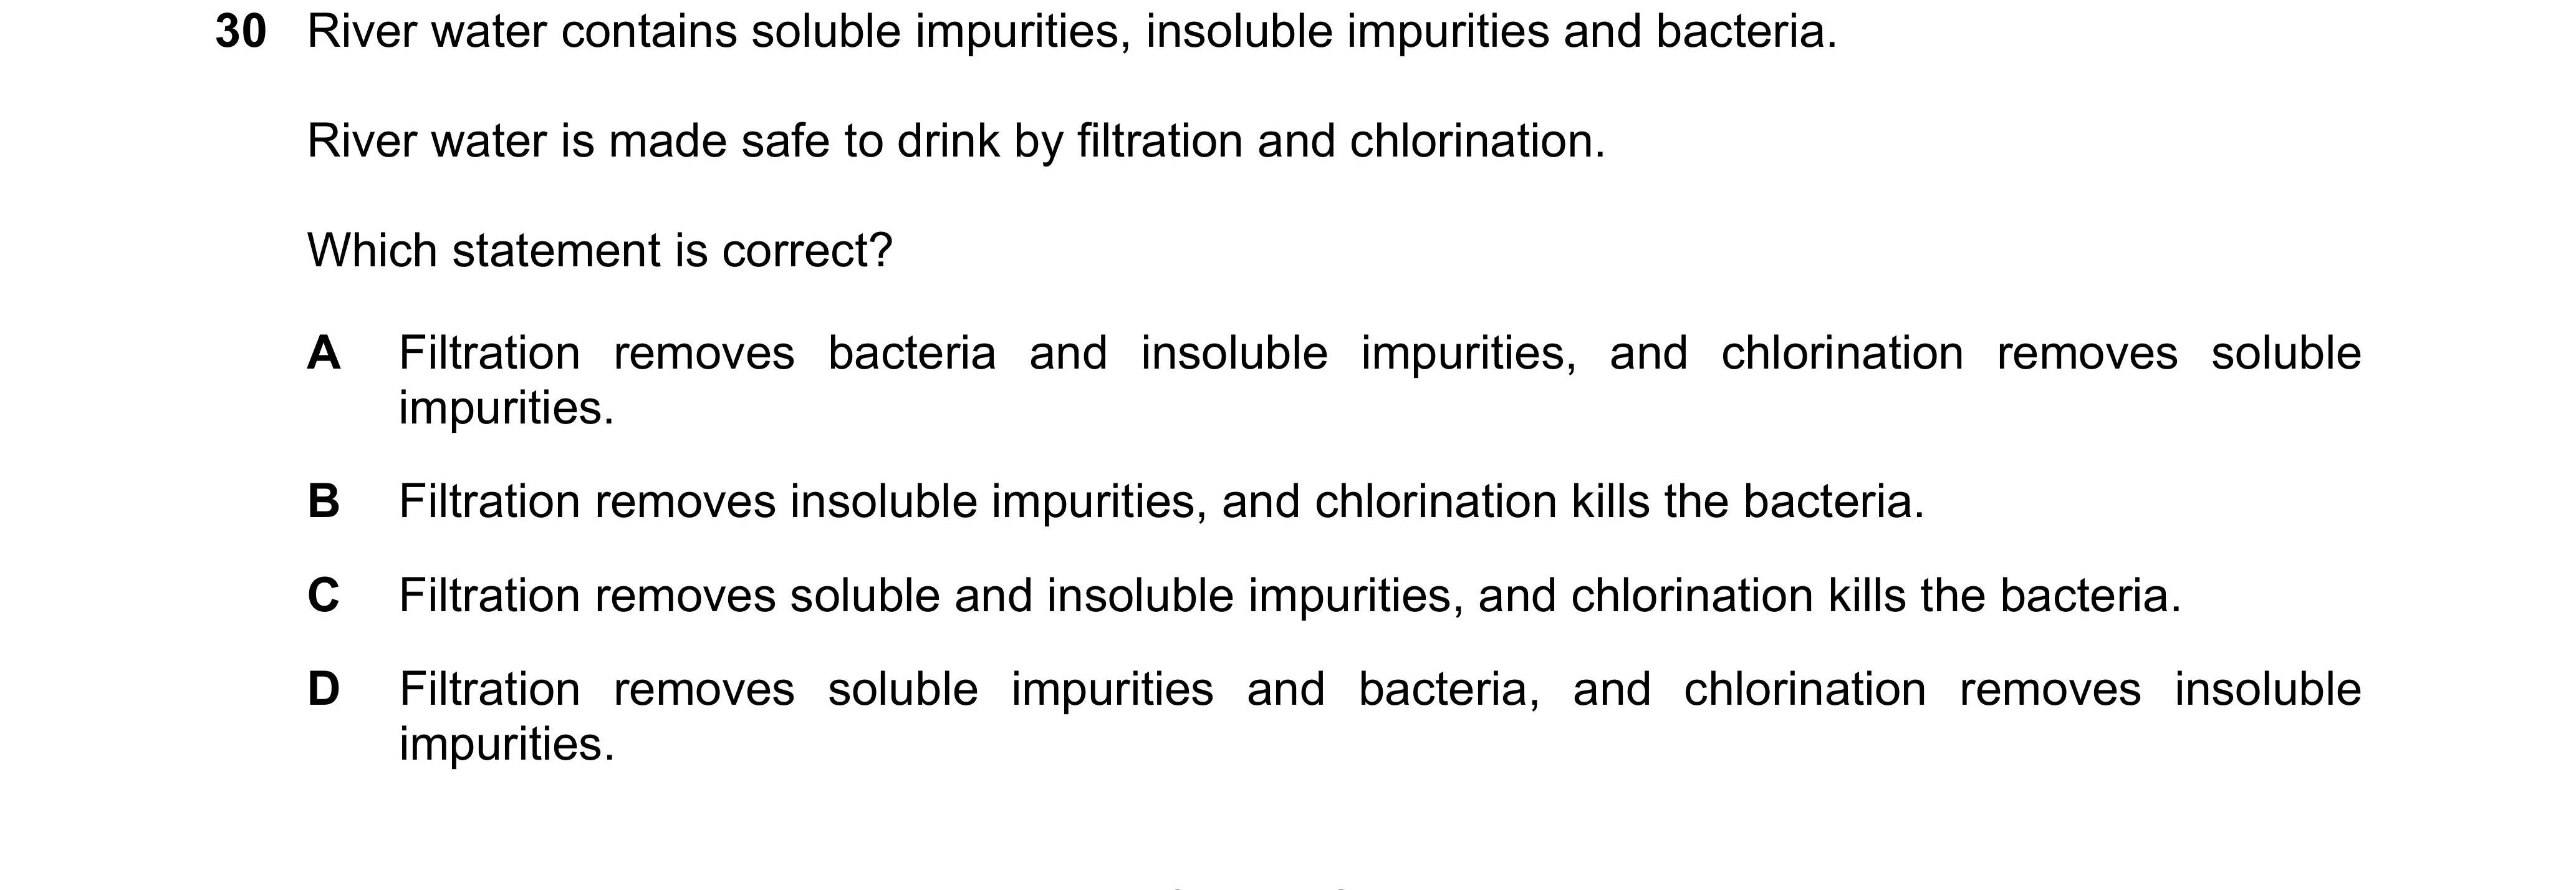 30 River water contains soluble impurities, insoluble impurities and bacteria.
River water is made safe to drink by filtration and chlorination.
Which statement is correct?
A Filtration removes bacteria and insoluble impurities, and chlorination removes soluble
impurities.
B Filtration removes insoluble impurities, and chlorination kills the bacteria.
C Filtration removes soluble and insoluble impurities, and chlorination kills the bacteria.
D Filtration removes soluble impurities and bacteria, and chlorination removes insoluble
impurities.